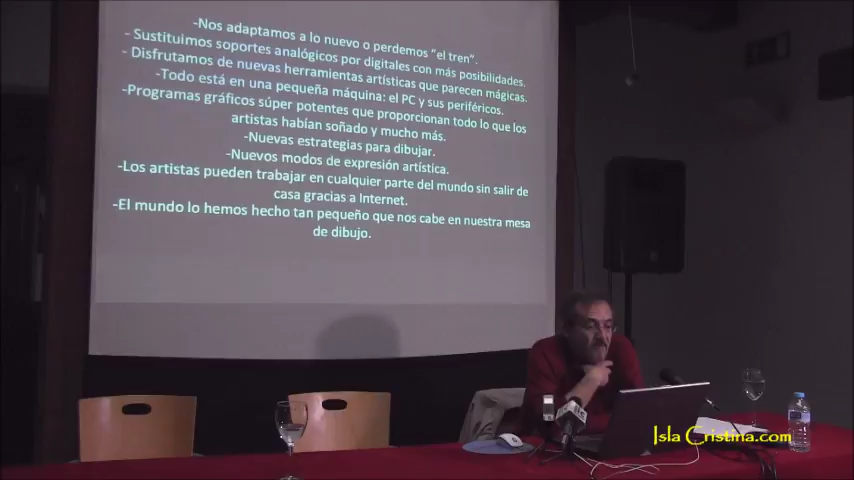 -Nos adaptamos a lo nuevo o perdemos "el tren".
- Sustituimos soportes analógicos por digitales con más posibilidades.
- Disfrutamos de nuevas herramientas artísticas que parecen mágicas.
-Todo está en una pequeña máquina: el PC y sus periféricos.
-Programas gráficos súper potentes que proporcionan todo lo que los
artistas habían soñado y mucho más.
-Nuevas estrategias para dibujar.
-Nuevos modos de expresión artística.
-Los artistas pueden trabajar en cualquier parte del mundo sin salir de
casa gracias a Internet.
-El mundo lo hemos hecho tan pequeño que nos cabe en nuestra mesa
de dibujo.
Isla Cristina.com